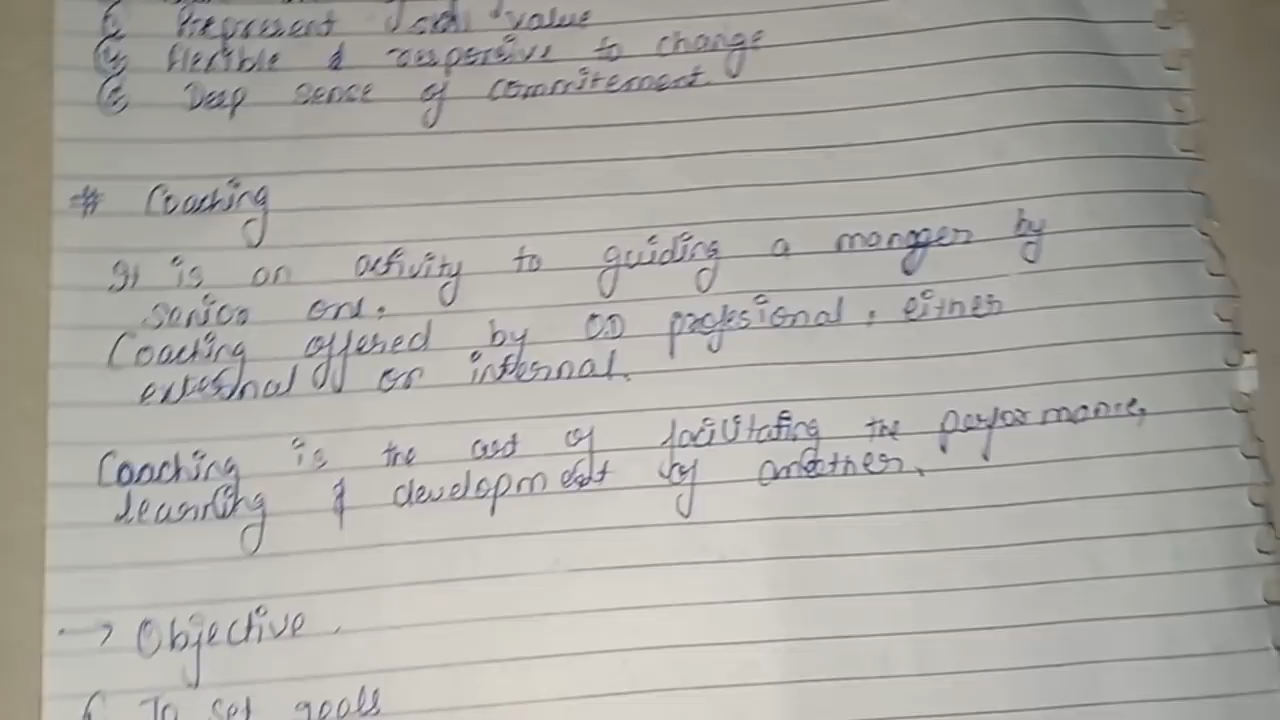 Represent value
Flexible & responsive to change
Deep sense of commitement.
# Coaching
It is an activity to guiding a manager by
senior one.
Coaching offered by OD profesional, either
external or internal.
Coaching is the art of facilitating the performance,
learning & development of another.
→ Objective.
To set goals